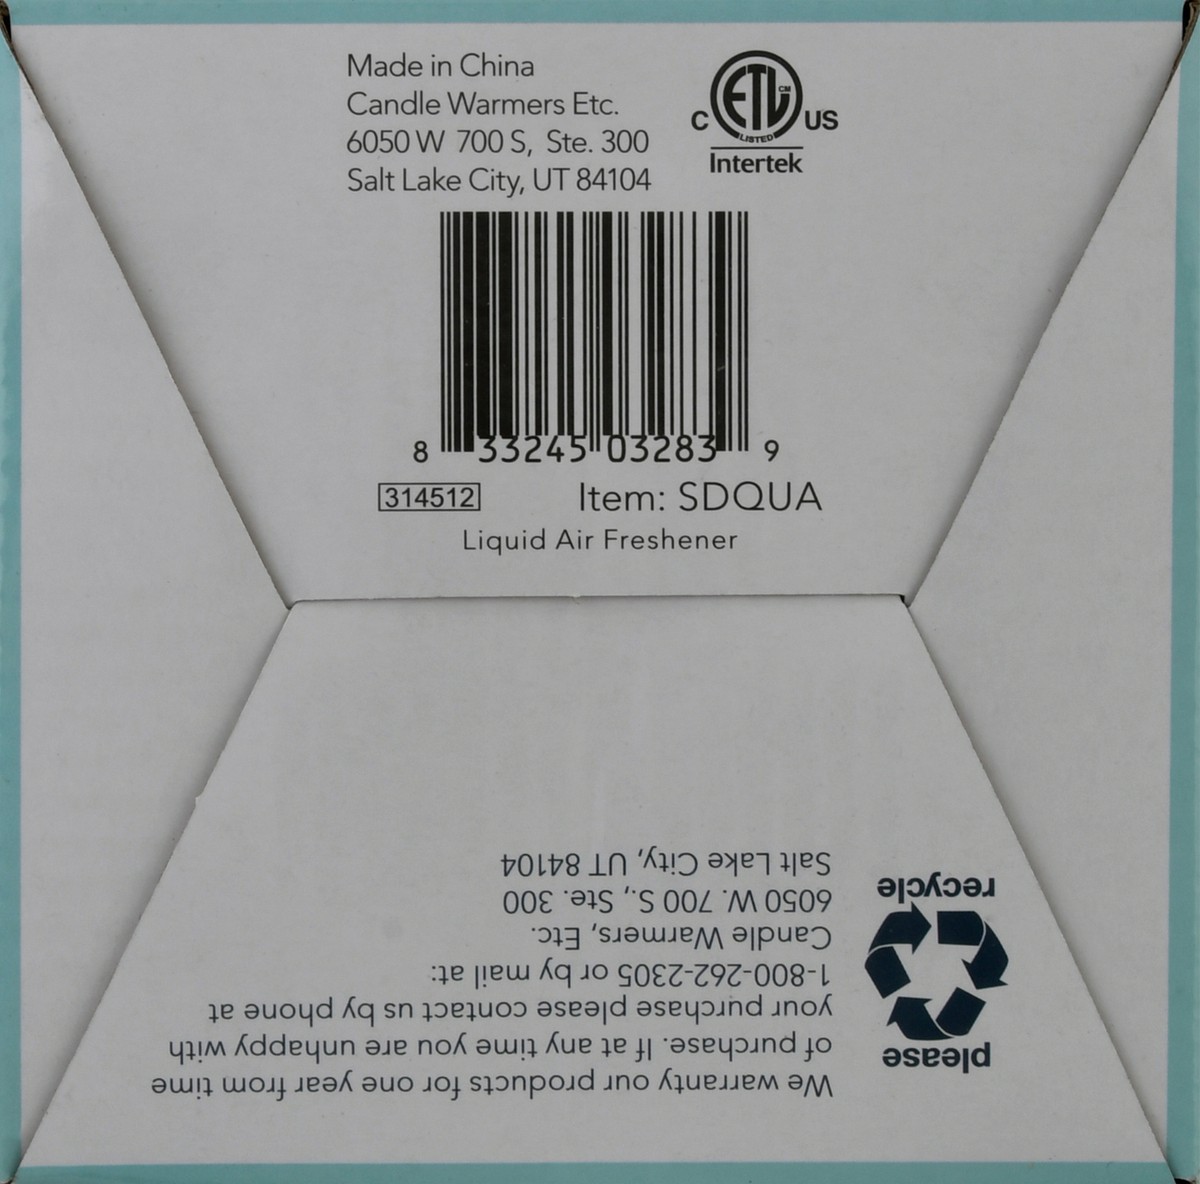 Made in China
Candle Warmers Etc.
6050 W 700 S, Ste. 300
Salt Lake City, UT 84104
C ETL CM US
LISTED
Intertek
8 33245 03283 9
314512 Item: SDQUA
Liquid Air Freshener
We warranty our products for one year from time
of purchase. If at any time you are unhappy with
your purchase please contact us by phone at
1-800-262-2305 or by mail at:
Candle Warmers, Etc.
6050 W. 700 S., Ste. 300
Salt Lake City, UT 84104
please
recycle